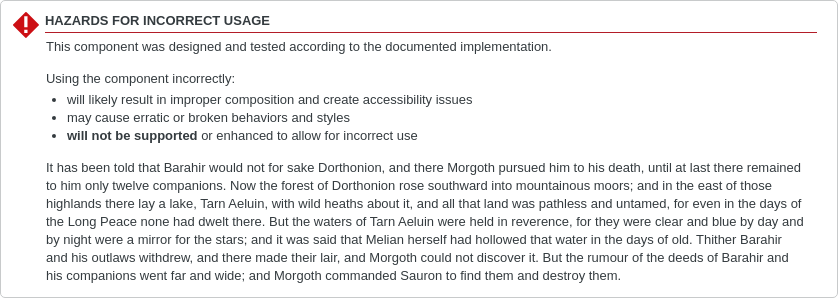 HAZARDS FOR INCORRECT USAGE
This component was designed and tested according to the documented implementation.
Using the component incorrectly:
• will likely result in improper composition and create accessibility issues
• may cause erratic or broken behaviors and styles
• will not be supported or enhanced to allow for incorrect use
It has been told that Barahir would not for sake Dorthonion, and there Morgoth pursued him to his death, until at last there remained
to him only twelve companions. Now the forest of Dorthonion rose southward into mountainous moors; and in the east of those
highlands there lay a lake, Tarn Aeluin, with wild heaths about it, and all that land was pathless and untamed, for even in the days of
the Long Peace none had dwelt there. But the waters of Tarn Aeluin were held in reverence, for they were clear and blue by day and
by night were a mirror for the stars; and it was said that Melian herself had hollowed that water in the days of old. Thither Barahir
and his outlaws withdrew, and there made their lair, and Morgoth could not discover it. But the rumour of the deeds of Barahir and
his companions went far and wide; and Morgoth commanded Sauron to find them and destroy them.